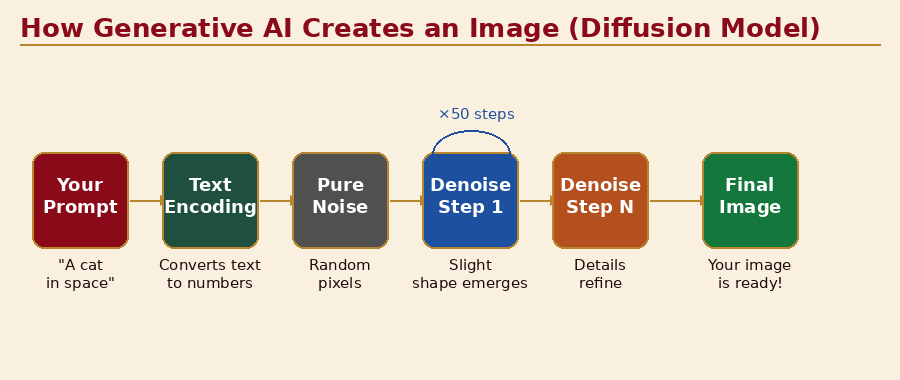 How Generative AI Creates an Image (Diffusion Model)
×50 steps
Your
Prompt
Text
Encoding
Pure
Noise
Denoise
Step 1
Denoise
Step N
Final
Image
"A cat
in space"
Converts text
to numbers
Random
pixels
Slight
shape emerges
Details
refine
Your image
is ready!